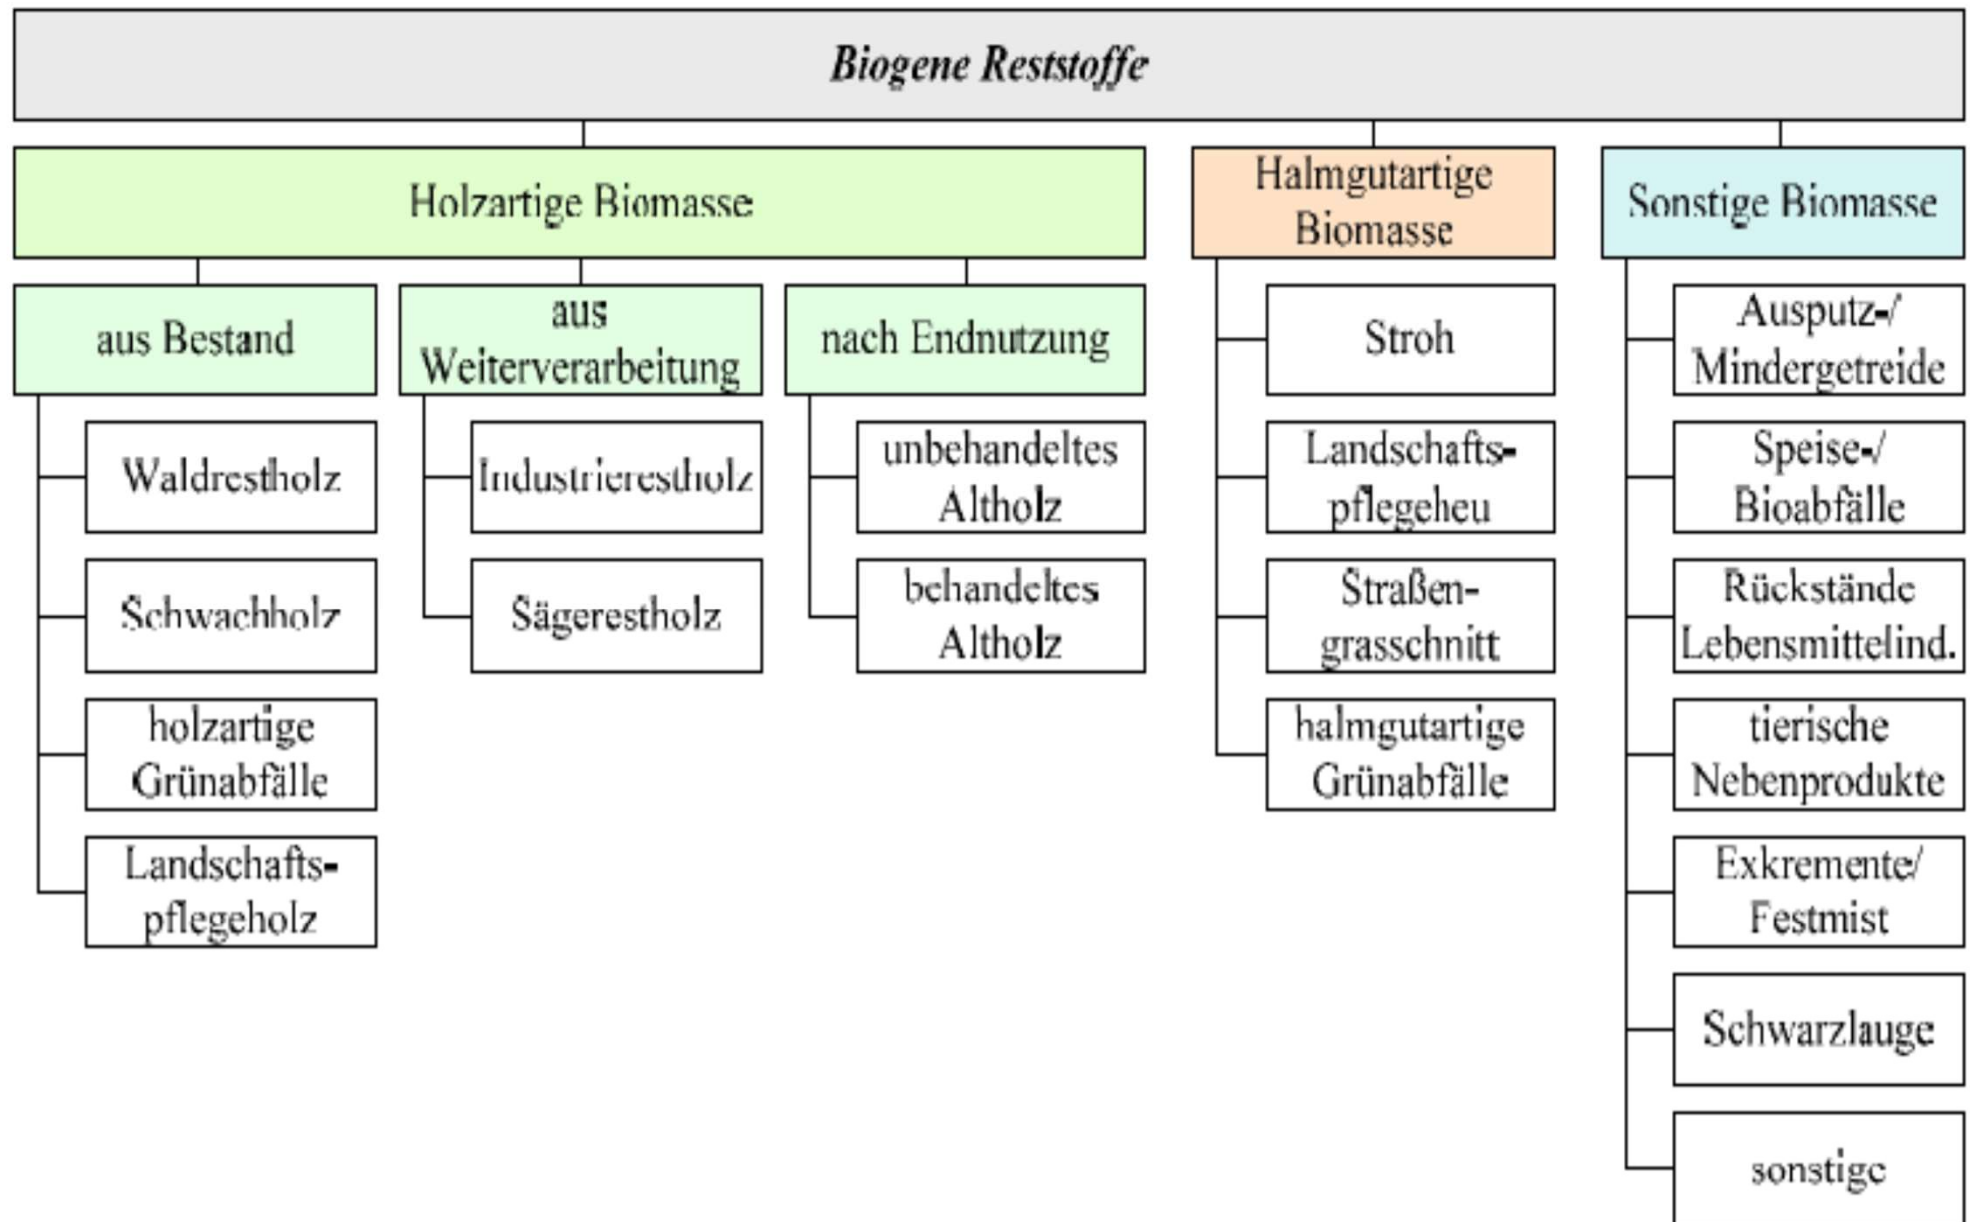 Biogene Reststoffe
Holzartige Biomasse
Halmgutartige
Biomasse
Sonstige Biomasse
aus Bestand
aus
Weiterverarbeitung
nach Endnutzung
Waldrestholz
Schwachholz
holzartige
Grünabfälle
Landschafts-
pflegeholz
Industrierestholz
Sägerestholz
unbehandeltes
Altholz
behandeltes
Altholz
Stroh
Landschafts-
pflegeheu
Straßen-
grasschnitt
halmgutartige
Grünabfälle
Ausputz-/
Mindergetreide
Speise-/
Bioabfälle
Rückstände
Lebensmittelind.
tierische
Nebenprodukte
Exkremente/
Festmist
Schwarzlauge
sonstige